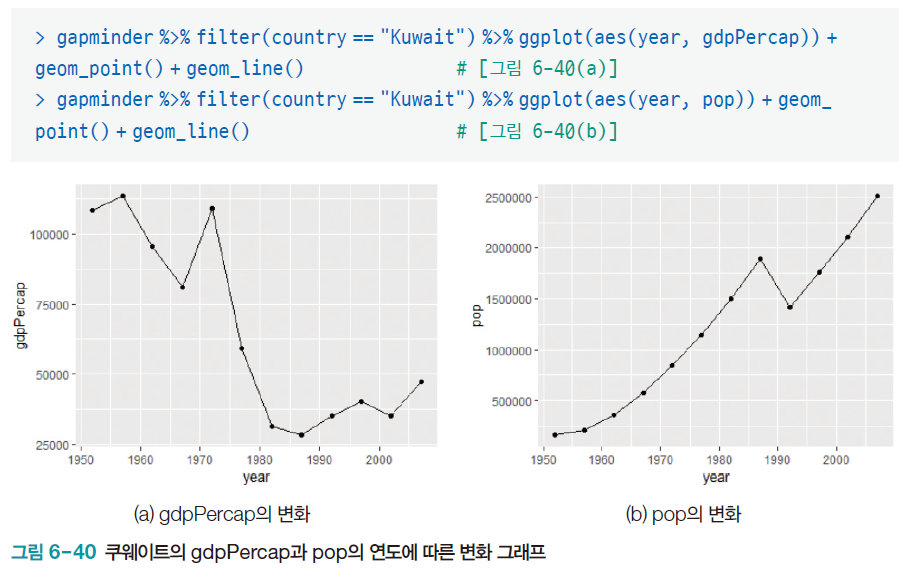 > gapminder %>% filter(country == "Kuwait") %>% ggplot(aes(year, gdpPercap)) +
geom_point() + geom_line() # [그림 6-40(a)]
> gapminder %>% filter(country == "Kuwait") %>% ggplot(aes(year, pop)) + geom_
point() + geom_line() # [그림 6-40(b)]
100000
75000
50000
25000
gdpPercap
1950 1960 1970 1980 1990 2000
year
2500000
2000000
1500000
1000000
500000
pop
1950 1960 1970 1980 1990 2000
year
(a) gdpPercap의 변화
(b) pop의 변화
그림 6-40 쿠웨이트의 gdpPercap과 pop의 연도에 따른 변화 그래프